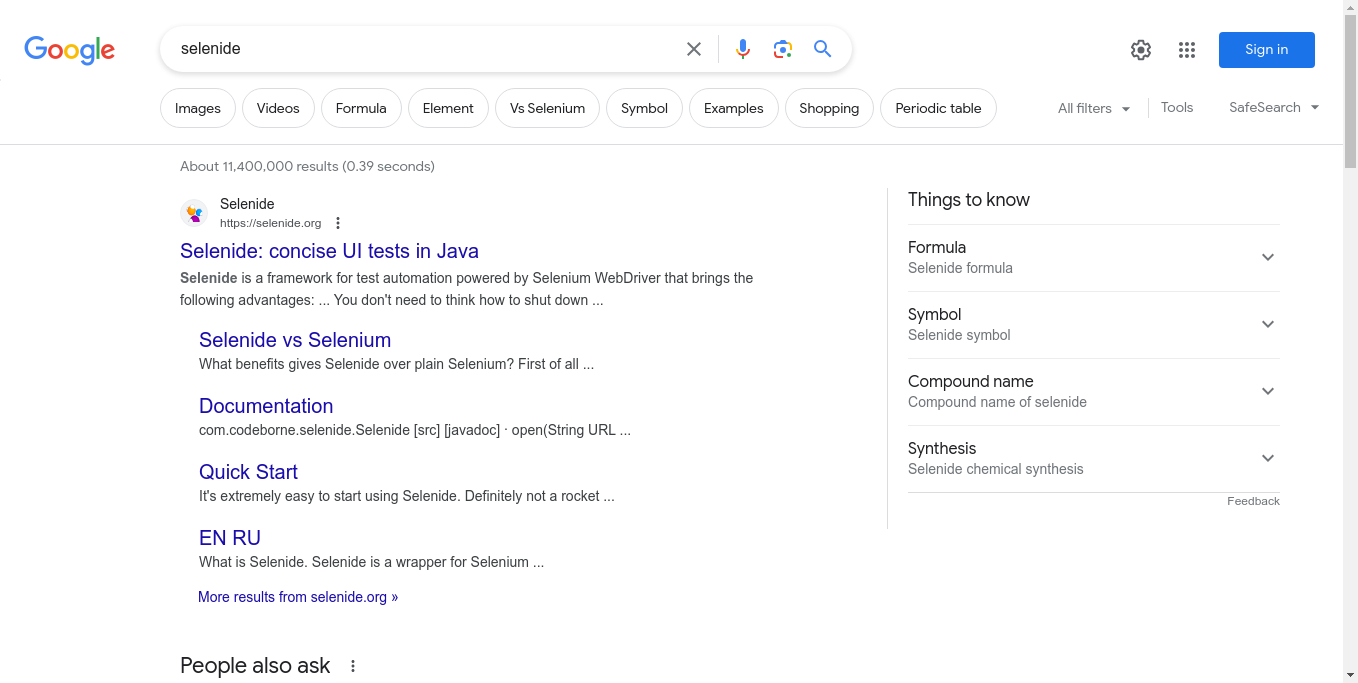 Google
selenide
Sign in
Images
Videos
Formula
Element
Vs Selenium
Symbol
Examples
Shopping
Periodic table
All filters
Tools
SafeSearch
About 11,400,000 results (0.39 seconds)
Selenide
https://selenide.org
Selenide: concise UI tests in Java
Selenide is a framework for test automation powered by Selenium WebDriver that brings the
following advantages: ... You don't need to think how to shut down ...
Selenide vs Selenium
What benefits gives Selenide over plain Selenium? First of all ...
Documentation
com.codeborne.selenide.Selenide [src] [javadoc] · open(String URL ...
Quick Start
It's extremely easy to start using Selenide. Definitely not a rocket ...
EN RU
What is Selenide. Selenide is a wrapper for Selenium ...
More results from selenide.org »
People also ask
Things to know
Formula
Selenide formula
Symbol
Selenide symbol
Compound name
Compound name of selenide
Synthesis
Selenide chemical synthesis
Feedback